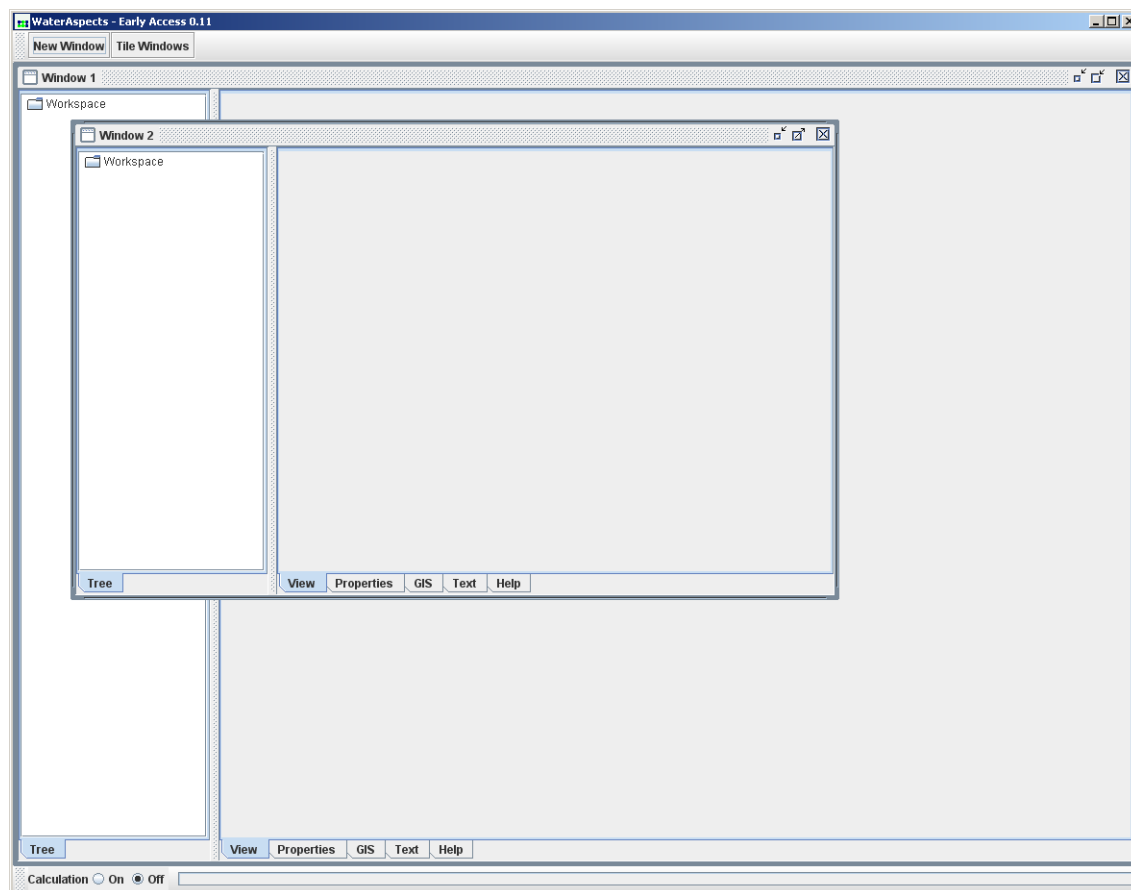 WaterAspects - Early Access 0.11
New Window Tile Windows
Window 1
Workspace
Window 2
Workspace
Tree View Properties GIS Text Help
Tree View Properties GIS Text Help
Calculation On Off